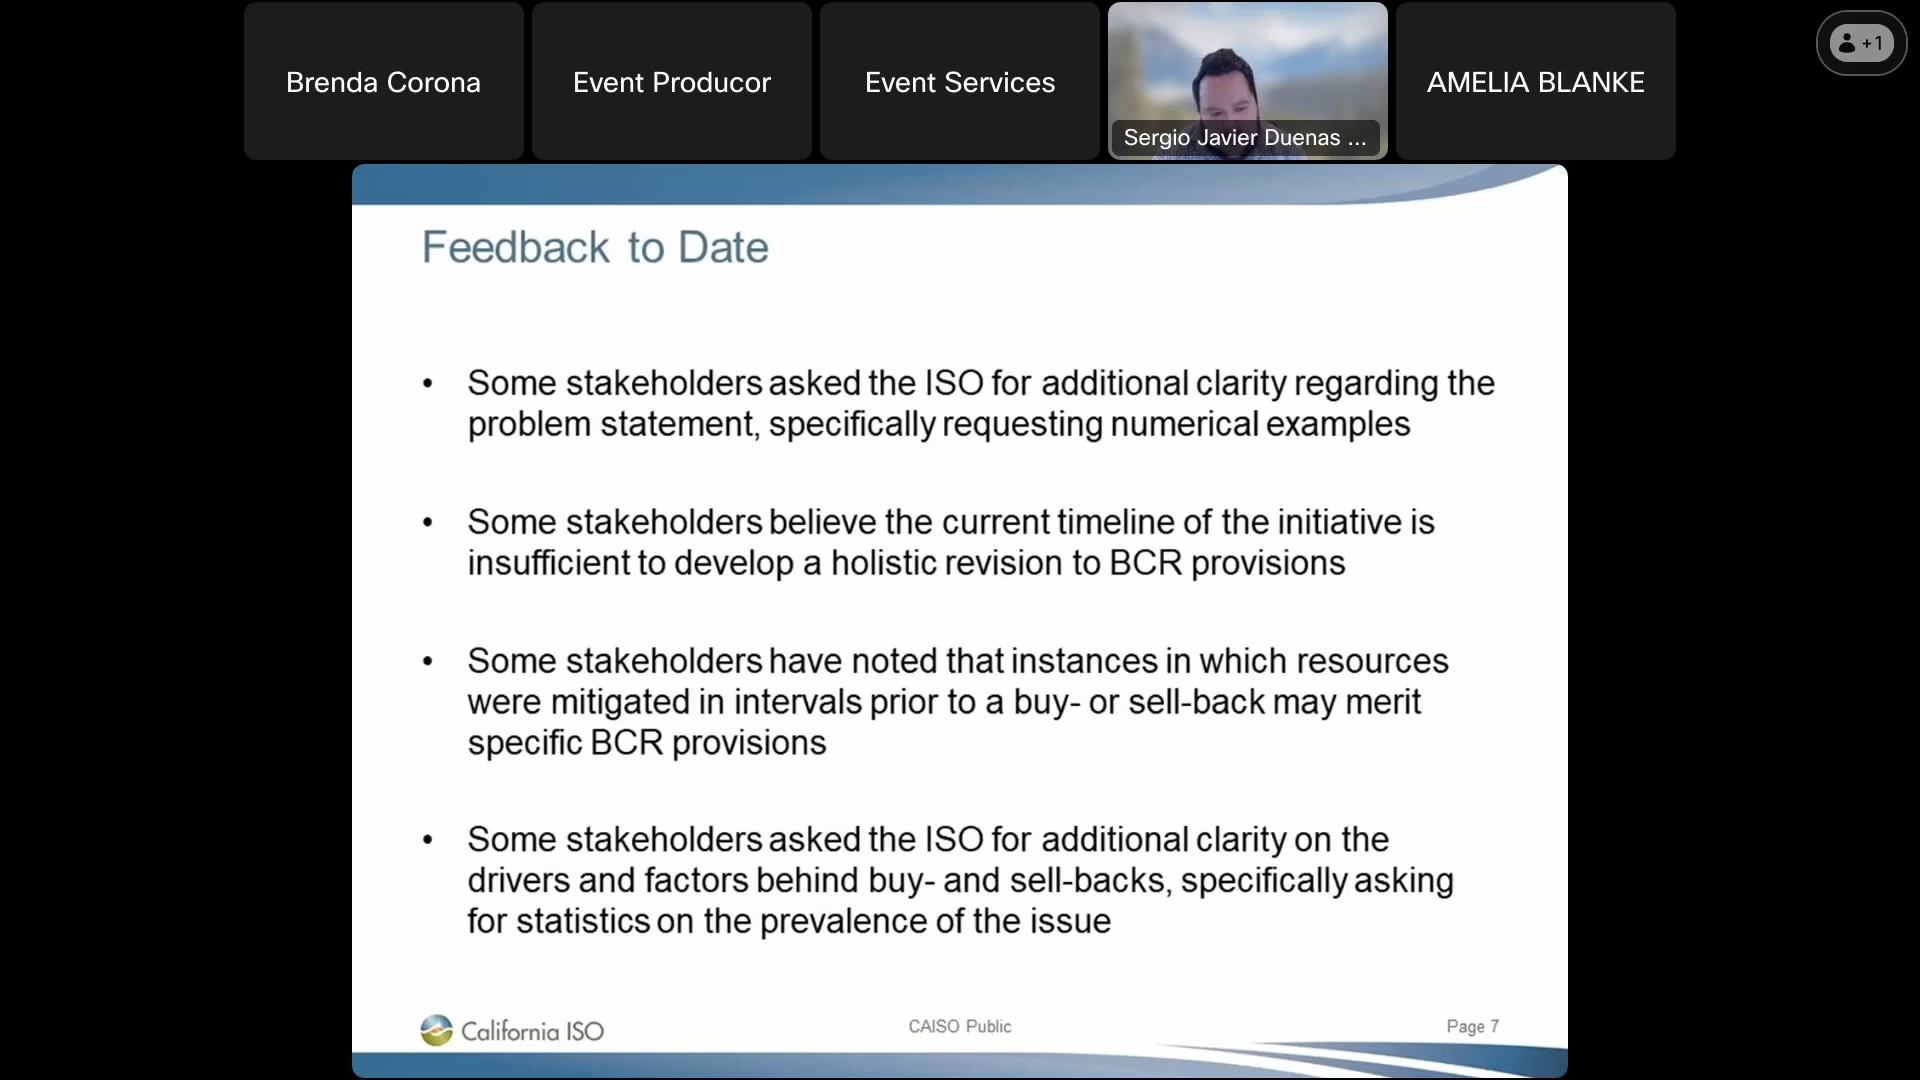 Brenda Corona
Event Producor
Event Services
Sergio Javier Duenas ...
AMELIA BLANKE
+1
Feedback to Date
• Some stakeholders asked the ISO for additional clarity regarding the
problem statement, specifically requesting numerical examples
• Some stakeholders believe the current timeline of the initiative is
insufficient to develop a holistic revision to BCR provisions
• Some stakeholders have noted that instances in which resources
were mitigated in intervals prior to a buy- or sell-back may merit
specific BCR provisions
• Some stakeholders asked the ISO for additional clarity on the
drivers and factors behind buy- and sell-backs, specifically asking
for statistics on the prevalence of the issue
California ISO
CAISO Public
Page 7